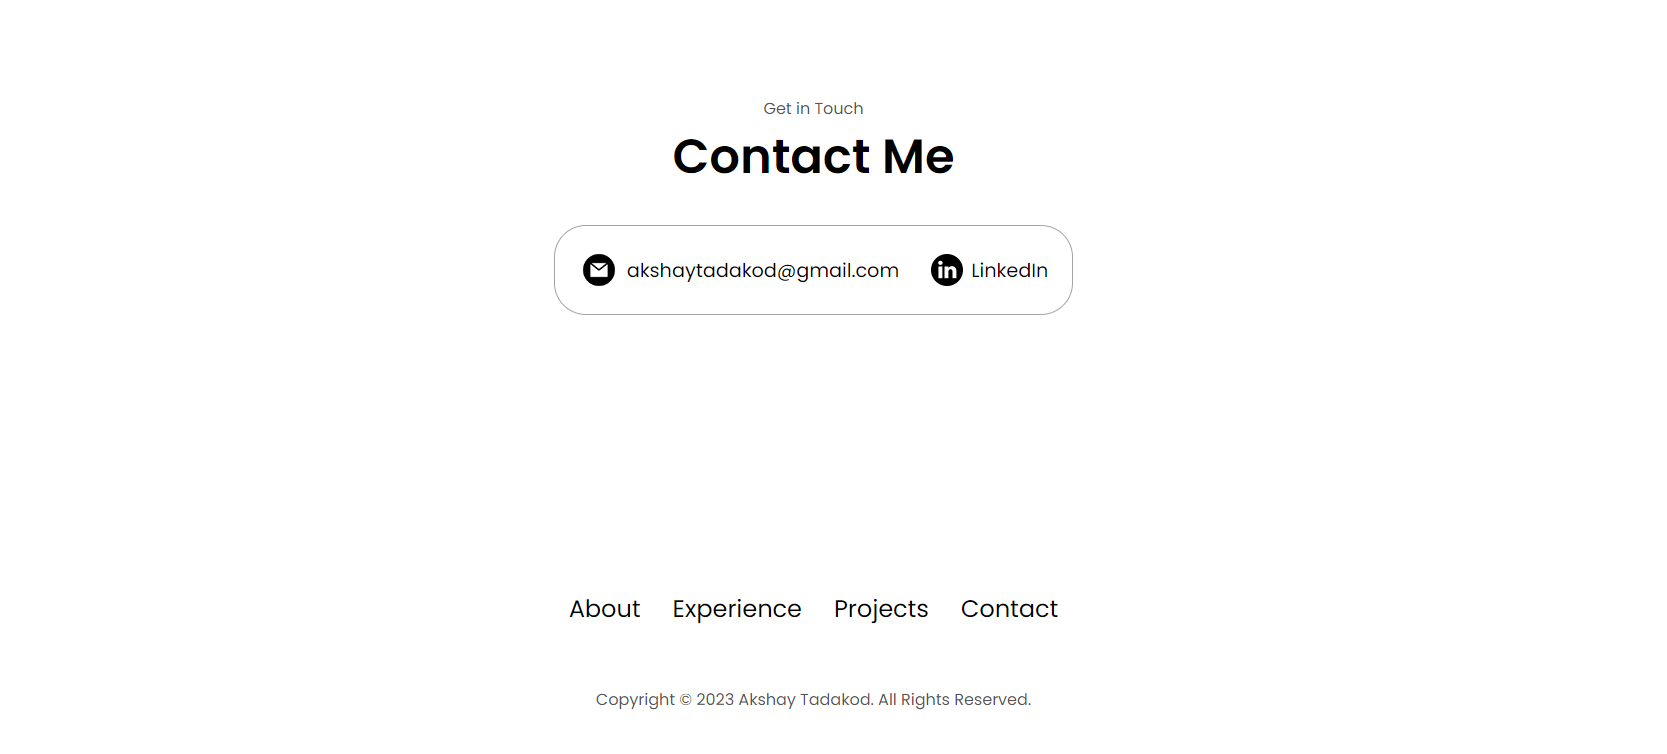 Get in Touch
Contact Me
akshaytadakod@gmail.com LinkedIn
About Experience Projects Contact
Copyright © 2023 Akshay Tadakod. All Rights Reserved.